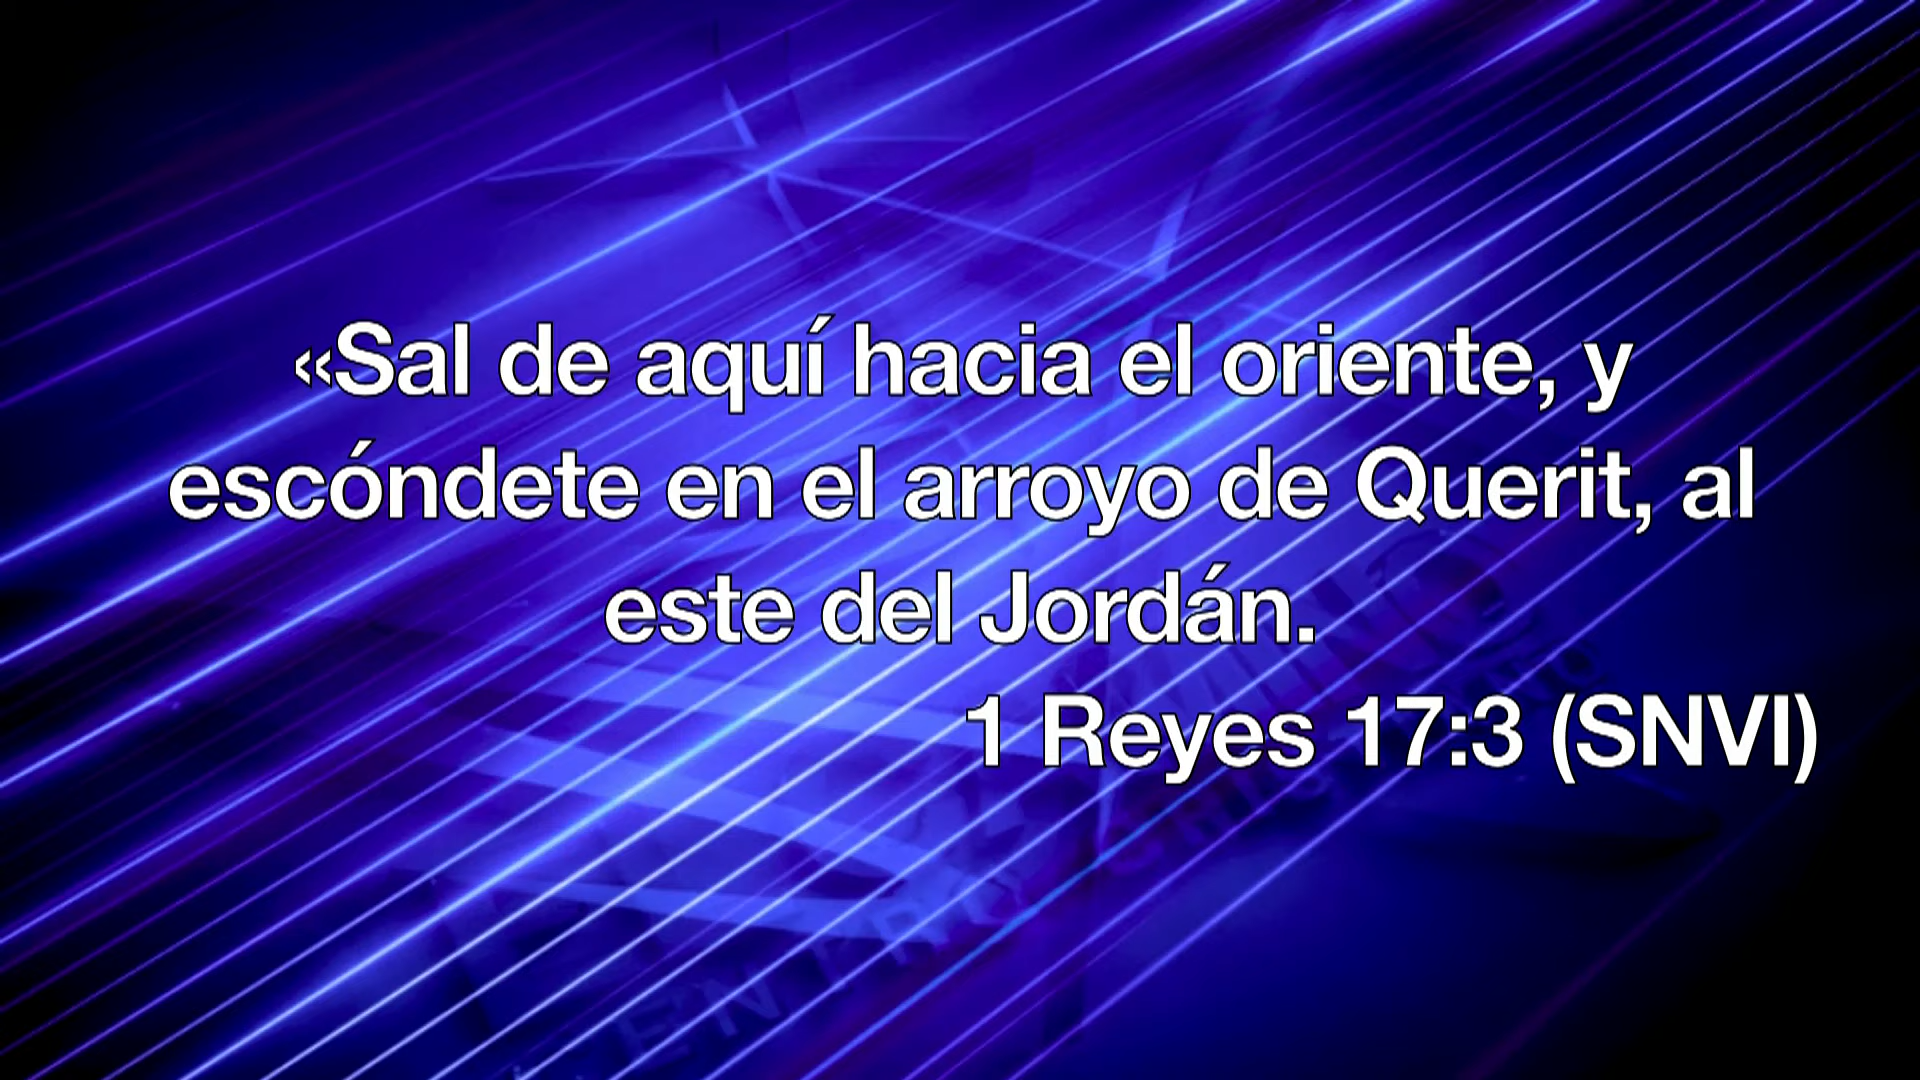 «Sal de aquí hacia el oriente, y
escóndete en el arroyo de Querit, al
este del Jordán.
1 Reyes 17:3 (SNVI)